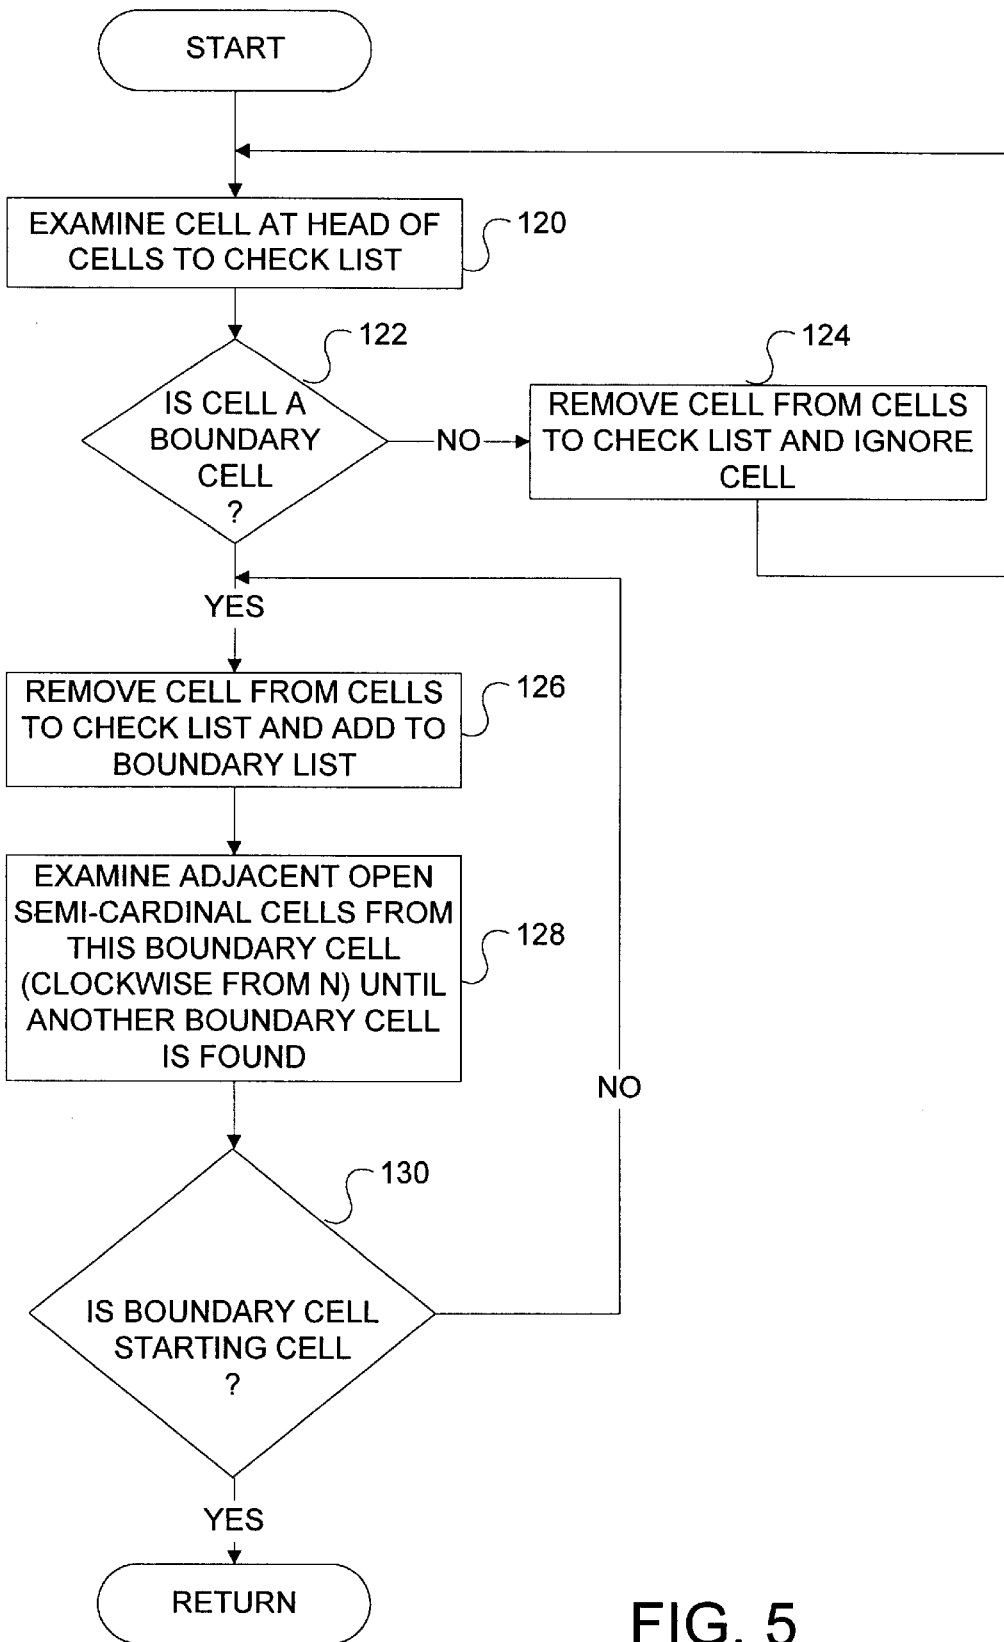 START
EXAMINE CELL AT HEAD OF
CELLS TO CHECK LIST
120
122
IS CELL A
BOUNDARY
CELL
?
NO
124
REMOVE CELL FROM CELLS
TO CHECK LIST AND IGNORE
CELL
YES
REMOVE CELL FROM CELLS
TO CHECK LIST AND ADD TO
BOUNDARY LIST
126
EXAMINE ADJACENT OPEN
SEMI-CARDINAL CELLS FROM
THIS BOUNDARY CELL
(CLOCKWISE FROM N) UNTIL
ANOTHER BOUNDARY CELL
IS FOUND
128
NO
130
IS BOUNDARY CELL
STARTING CELL
?
YES
RETURN
FIG. 5